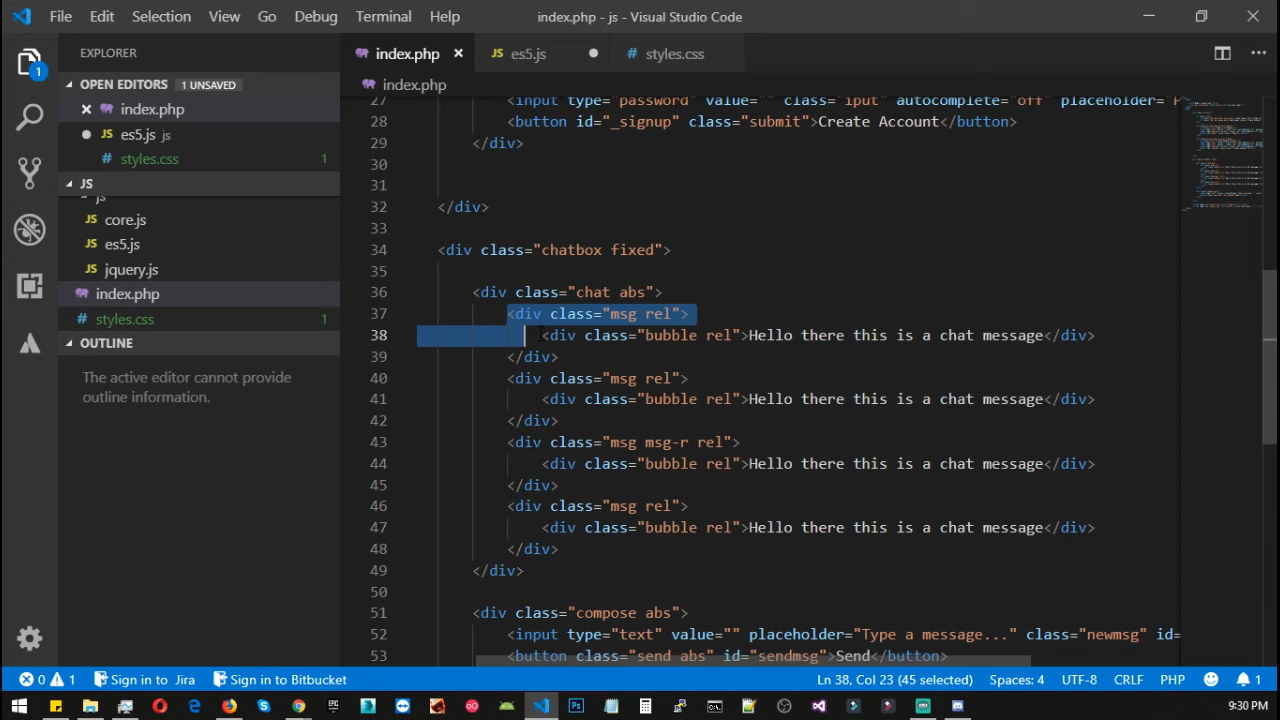 File Edit Selection View Go Debug Terminal Help index.php - js - Visual Studio Code
EXPLORER
OPEN EDITORS 1 UNSAVED
index.php
es5.js js
styles.css 1
JS
js
core.js
es5.js
jquery.js
index.php
styles.css 1
OUTLINE
The active editor cannot provide
outline information.
1
index.php es5.js styles.css
index.php
27 <input type="password" value="" class="iput" autocomplete="off" placeholder="P
28 <button id="_signup" class="submit">Create Account</button>
29 </div>
30
31
32 </div>
33
34 <div class="chatbox fixed">
35
36 <div class="chat abs">
37 <div class="msg rel">
38 <div class="bubble rel">Hello there this is a chat message</div>
39 </div>
40 <div class="msg rel">
41 <div class="bubble rel">Hello there this is a chat message</div>
42 </div>
43 <div class="msg msg-r rel">
44 <div class="bubble rel">Hello there this is a chat message</div>
45 </div>
46 <div class="msg rel">
47 <div class="bubble rel">Hello there this is a chat message</div>
48 </div>
49 </div>
50
51 <div class="compose abs">
52 <input type="text" value="" placeholder="Type a message..." class="newmsg" id=
53 <button class="send abs" id="sendmsg">Send</button>
0 1 Sign in to Jira Sign in to Bitbucket Ln 38, Col 23 (45 selected) Spaces: 4 UTF-8 CRLF PHP 1
9:30 PM